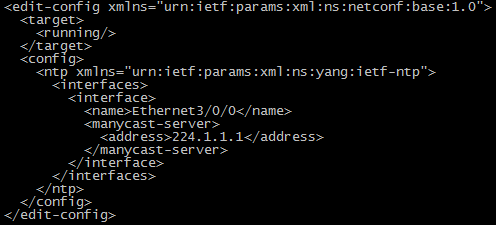 <edit-config xmlns="urn:ietf:params:xml:ns:netconf:base:1.0">
  <target>
    <running/>
  </target>
  <config>
    <ntp xmlns="urn:ietf:params:xml:ns:yang:ietf-ntp">
      <interfaces>
        <interface>
          <name>Ethernet3/0/0</name>
          <manycast-server>
            <address>224.1.1.1</address>
          </manycast-server>
        </interface>
      </interfaces>
    </ntp>
  </config>
</edit-config>